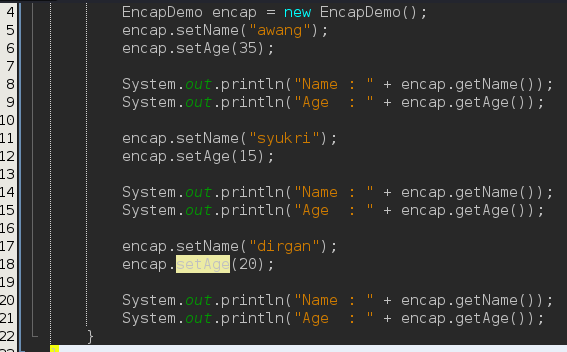 4 EncapDemo encap = new EncapDemo();
5 encap.setName("awang");
6 encap.setAge(35);
7
8 System.out.println("Name : " + encap.getName());
9 System.out.println("Age  : " + encap.getAge());
10
11 encap.setName("syukri");
12 encap.setAge(15);
13
14 System.out.println("Name : " + encap.getName());
15 System.out.println("Age  : " + encap.getAge());
16
17 encap.setName("dirgan");
18 encap.setAge(20);
19
20 System.out.println("Name : " + encap.getName());
21 System.out.println("Age  : " + encap.getAge());
22 }